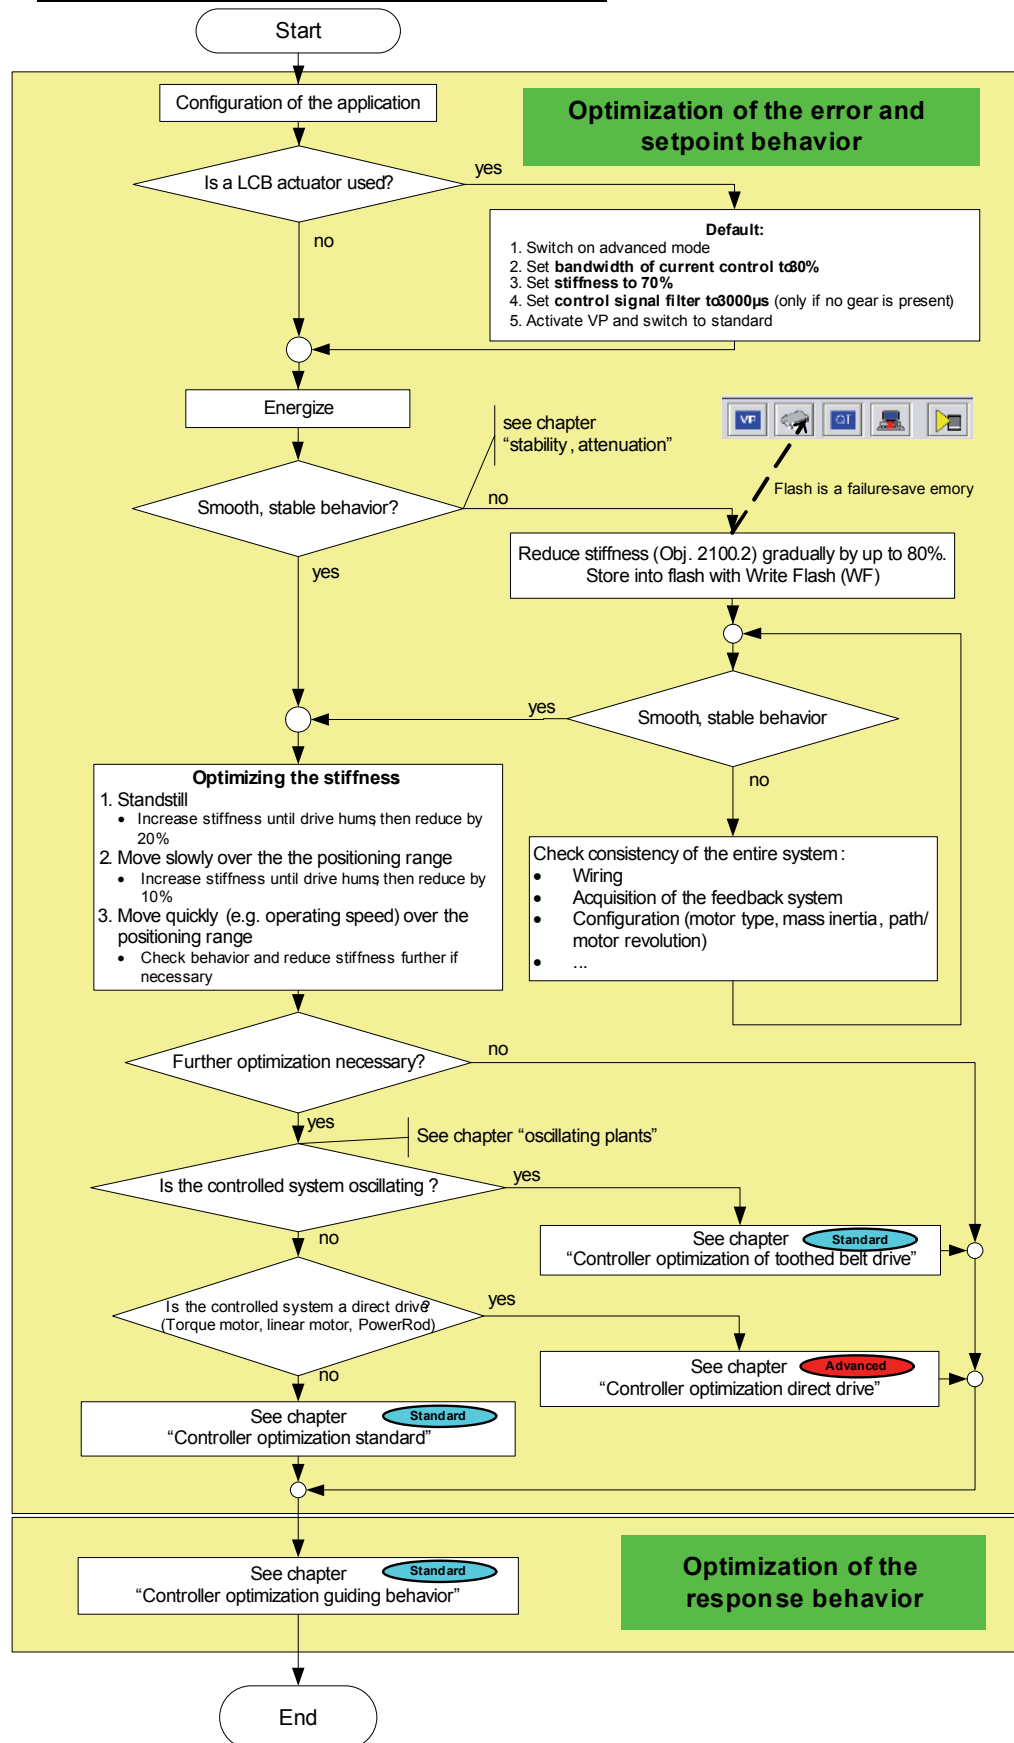 Start
Configuration of the application
Optimization of the error and
setpoint behavior
Is a LCB actuator used?
yes
no
Default:
1. Switch on advanced mode
2. Set bandwidth of current control to80%
3. Set stiffness to 70%
4. Set control signal filter to3000µs (only if no gear is present)
5. Activate VP and switch to standard
Energize
see chapter
“stability, attenuation”
VP
OT
Flash is a failure-save emory
Smooth, stable behavior?
no
yes
Reduce stiffness (Obj. 2100.2) gradually by up to 80%.
Store into flash with Write Flash (WF)
Smooth, stable behavior
yes
no
Optimizing the stiffness
1. Standstill
• Increase stiffness until drive hums, then reduce by
20%
2. Move slowly over the the positioning range
• Increase stiffness until drive hums, then reduce by
10%
3. Move quickly (e.g. operating speed) over the
positioning range
• Check behavior and reduce stiffness further if
necessary
Check consistency of the entire system:
• Wiring
• Acquisition of the feedback system
• Configuration (motor type, mass inertia, path/
motor revolution)
• ...
Further optimization necessary?
no
yes
See chapter “oscillating plants”
Is the controlled system oscillating ?
yes
no
See chapter Standard
“Controller optimization of toothed belt drive”
Is the controlled system a direct drive?
(Torque motor, linear motor, PowerRod)
yes
no
See chapter Advanced
“Controller optimization direct drive”
See chapter Standard
“Controller optimization standard”
See chapter Standard
“Controller optimization guiding behavior”
Optimization of the
response behavior
End